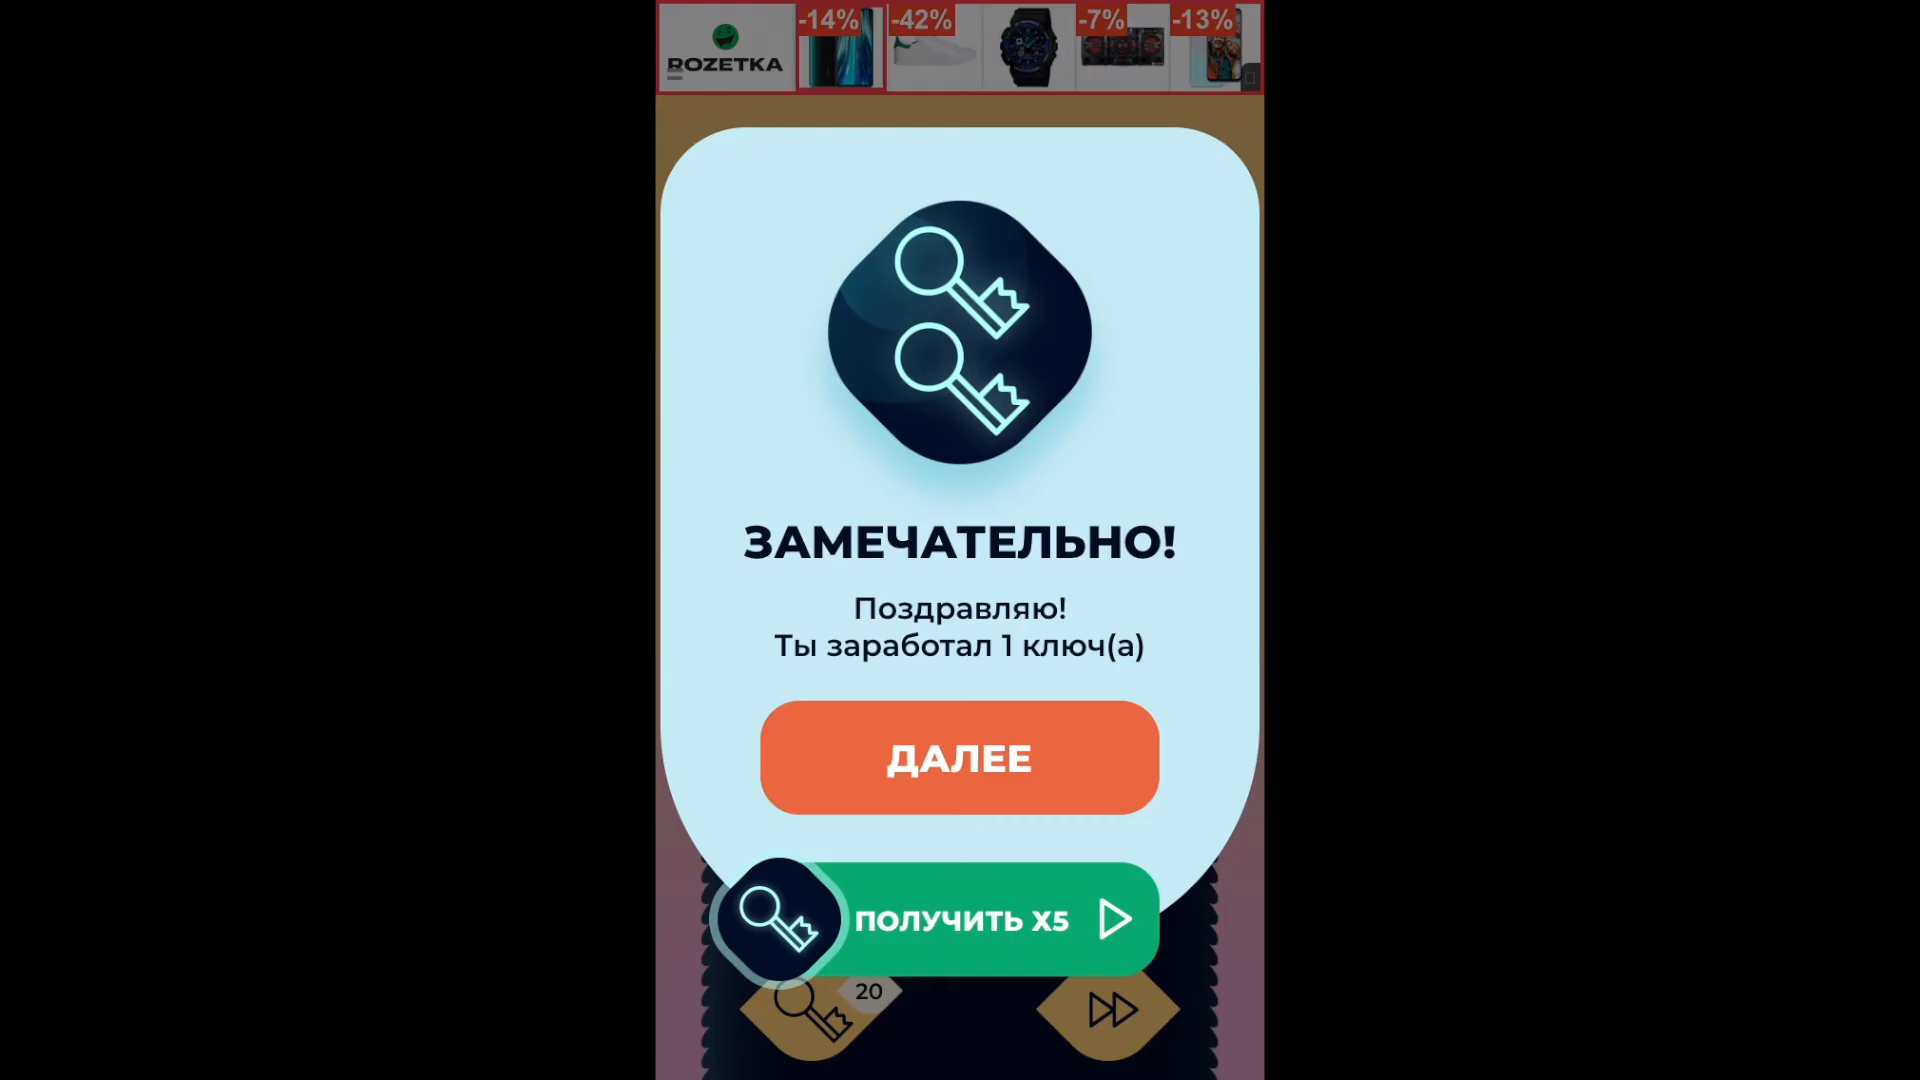 -14%
-42%
-7%
-13%
ROZETKA
ЗАМЕЧАТЕЛЬНО!
Поздравляю!
Ты заработал 1 ключ(а)
ДАЛЕЕ
ПОЛУЧИТЬ X5
20